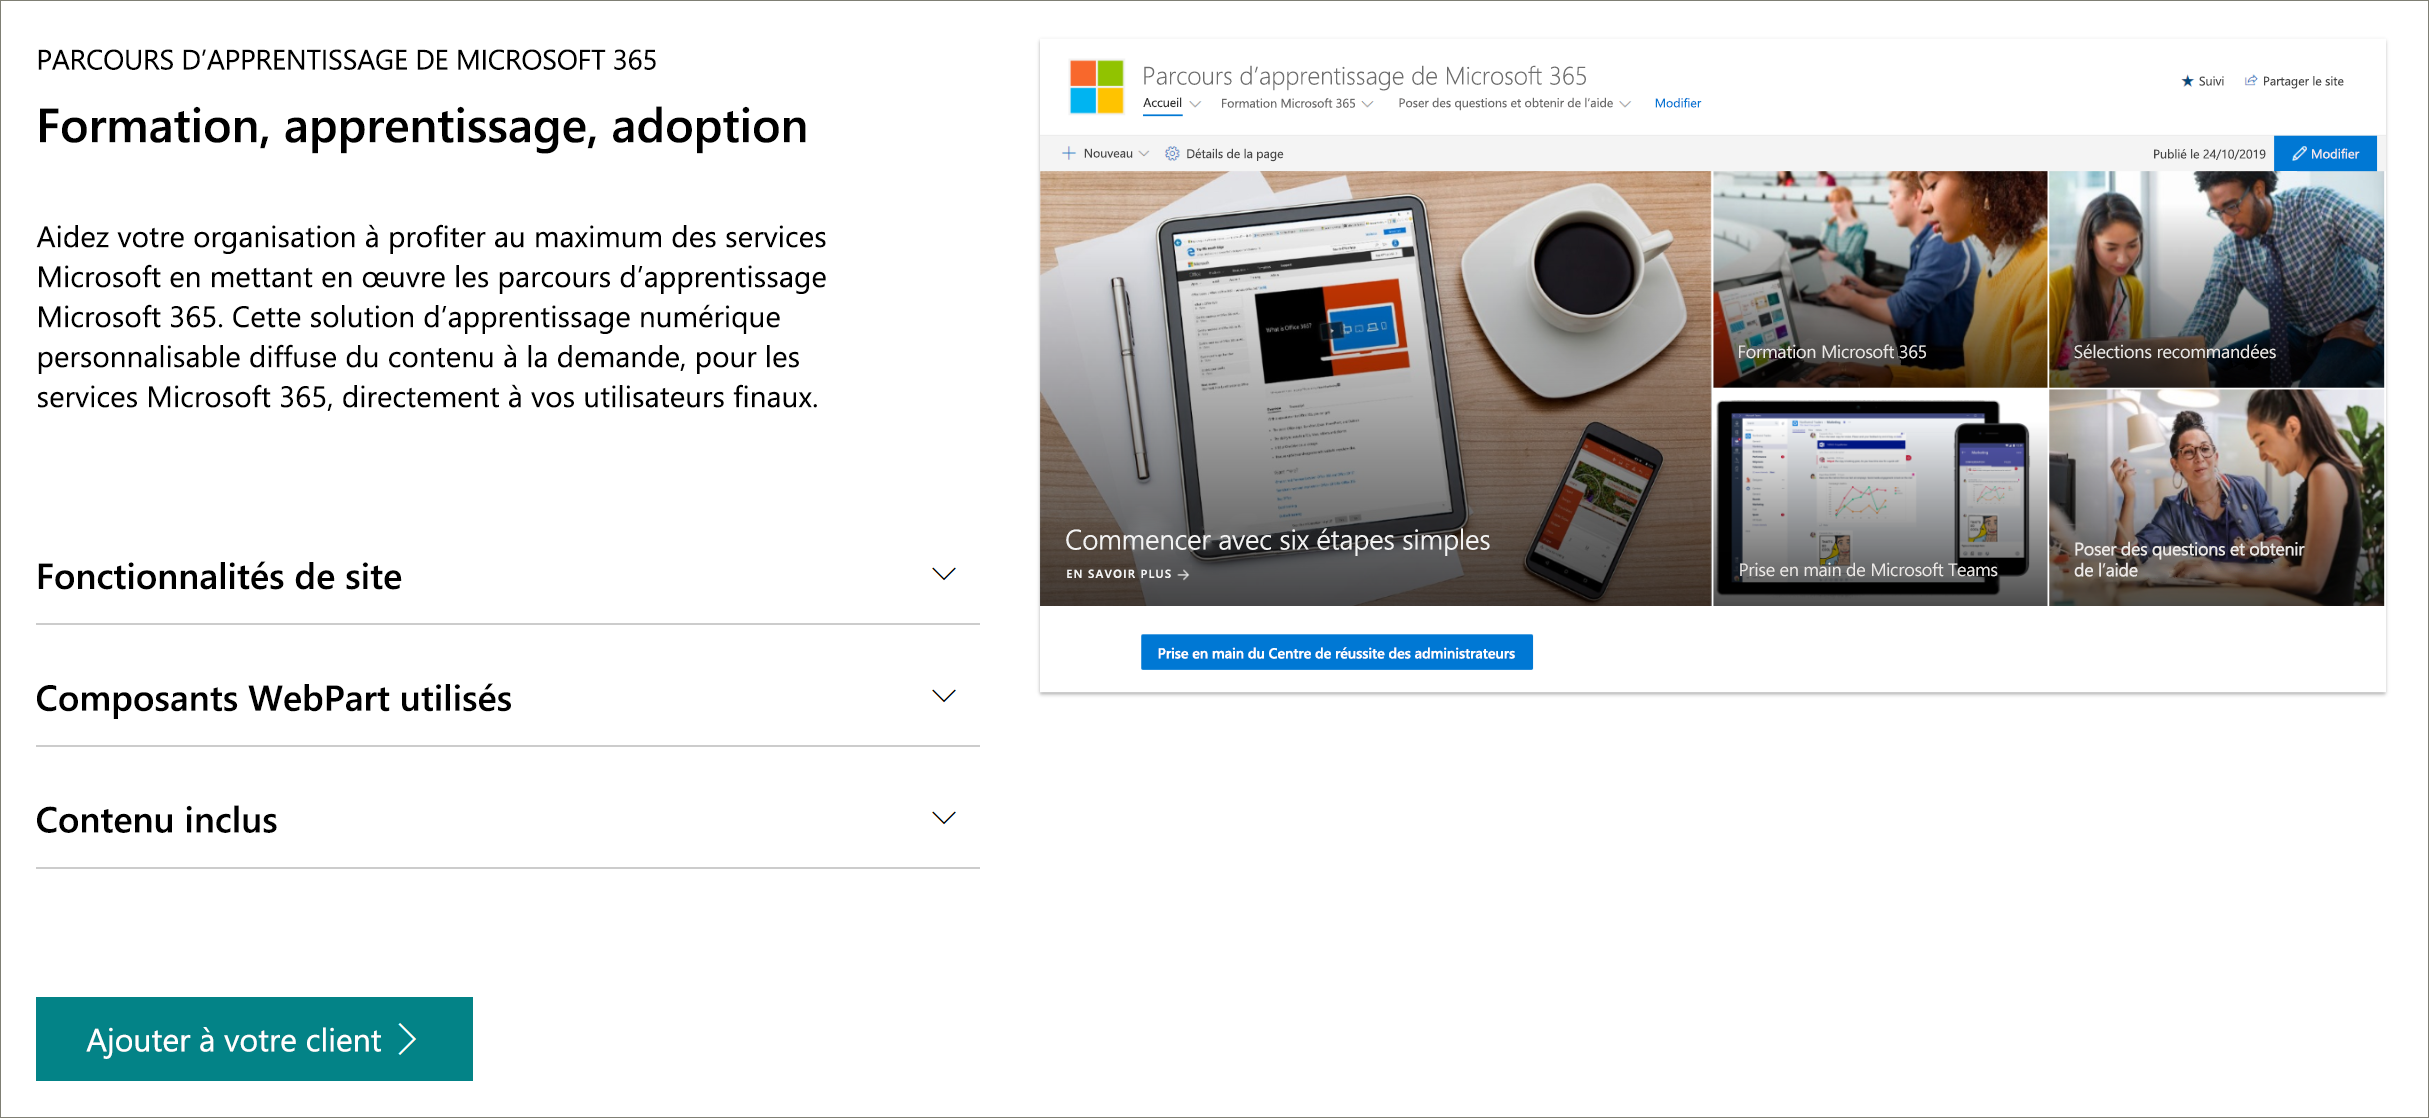 PARCOURS D’APPRENTISSAGE DE MICROSOFT 365
Formation, apprentissage, adoption
Aidez votre organisation à profiter au maximum des services
Microsoft en mettant en œuvre les parcours d’apprentissage
Microsoft 365. Cette solution d’apprentissage numérique
personnalisable diffuse du contenu à la demande, pour les
services Microsoft 365, directement à vos utilisateurs finaux.
Fonctionnalités de site
Composants WebPart utilisés
Contenu inclus
Ajouter à votre client
Parcours d’apprentissage de Microsoft 365
Accueil Formation Microsoft 365 Poser des questions et obtenir de l’aide Modifier
Suivi Partager le site
Nouveau Détails de la page
Publié le 24/10/2019 Modifier
What is Office 365?
Commencer avec six étapes simples
EN SAVOIR PLUS
Formation Microsoft 365
Sélections recommandées
Prise en main de Microsoft Teams
Poser des questions et obtenir
de l’aide
Prise en main du Centre de réussite des administrateurs